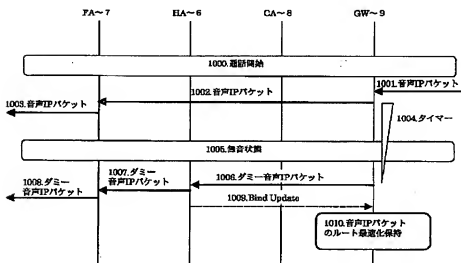 FA～7 HA～6 CA～8 GW～9
1000.通話開始
1001.音声IPパケット
1002.音声IPパケット
1003.音声IPパケット
1004.タイマー
1005.無音状態
1006.ダミー音声IPパケット
1007.ダミー
音声IPパケット
1008.ダミー
音声IPパケット
1009.Bind Update
1010.音声IPパケット
のルート最適化保持